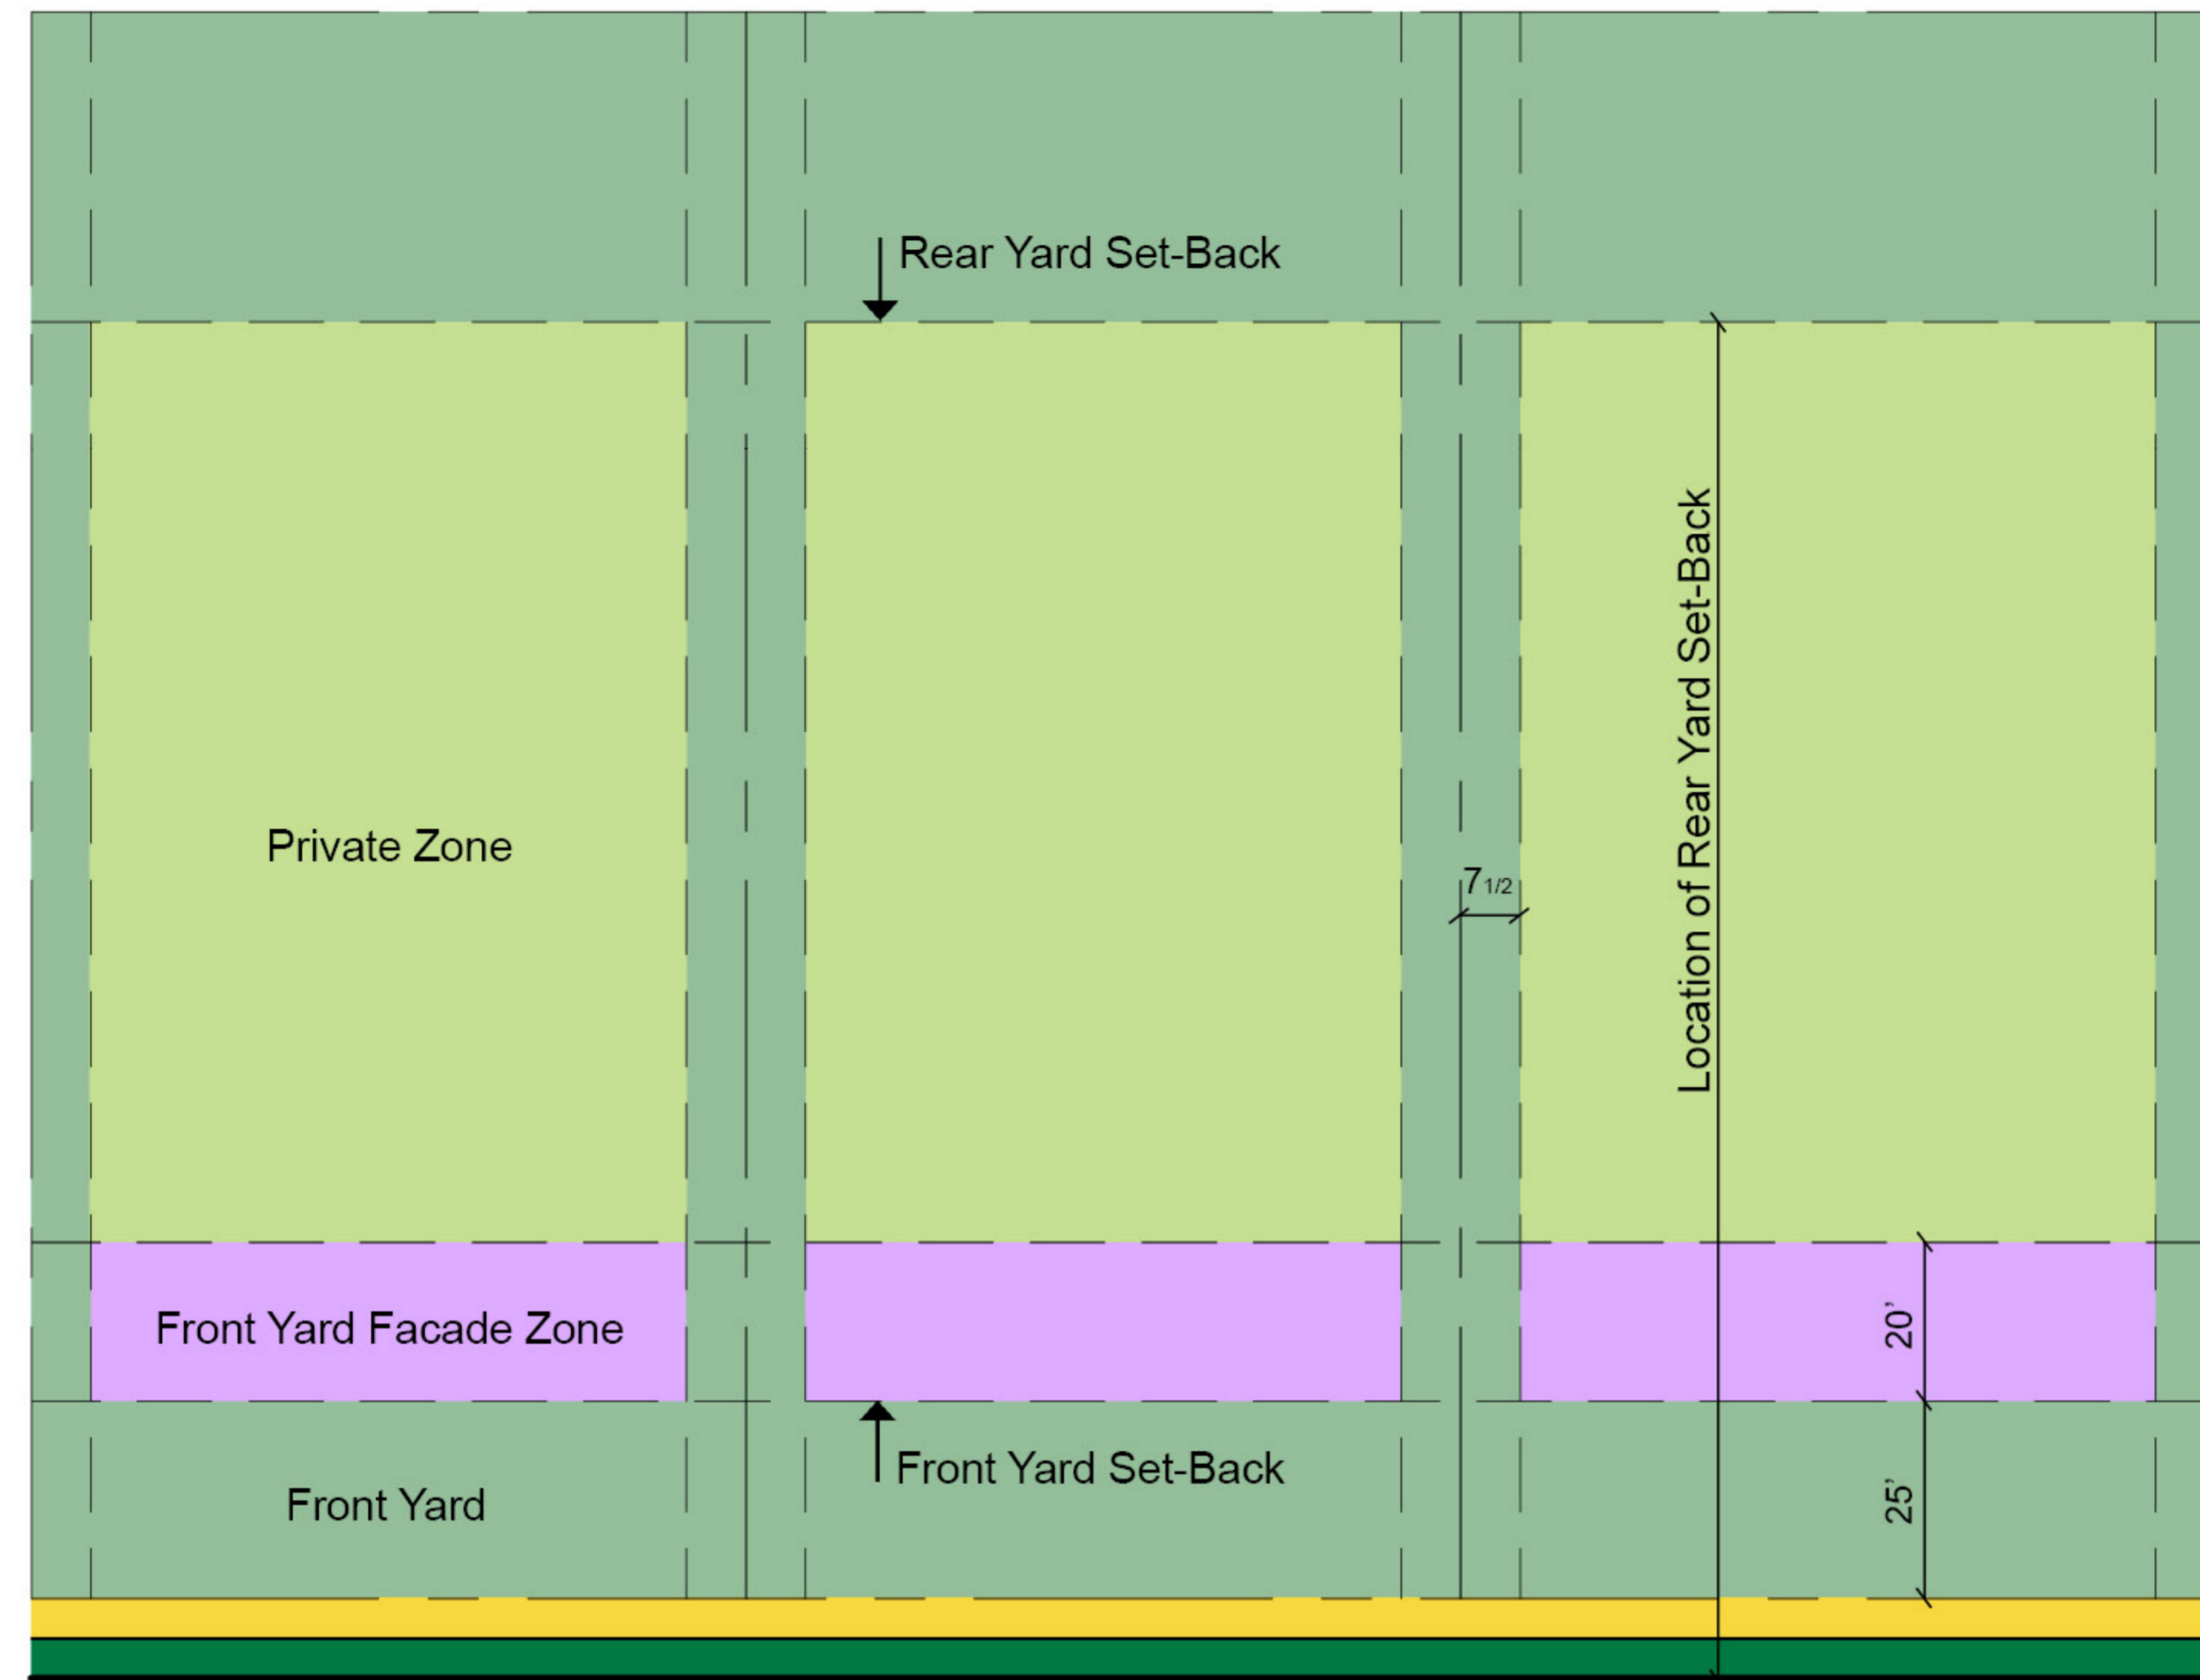 Rear Yard Set-Back
Location of Rear Yard Set-Back
Private Zone
7 1/2
Front Yard Facade Zone
20’
Front Yard Set-Back
Front Yard
25’